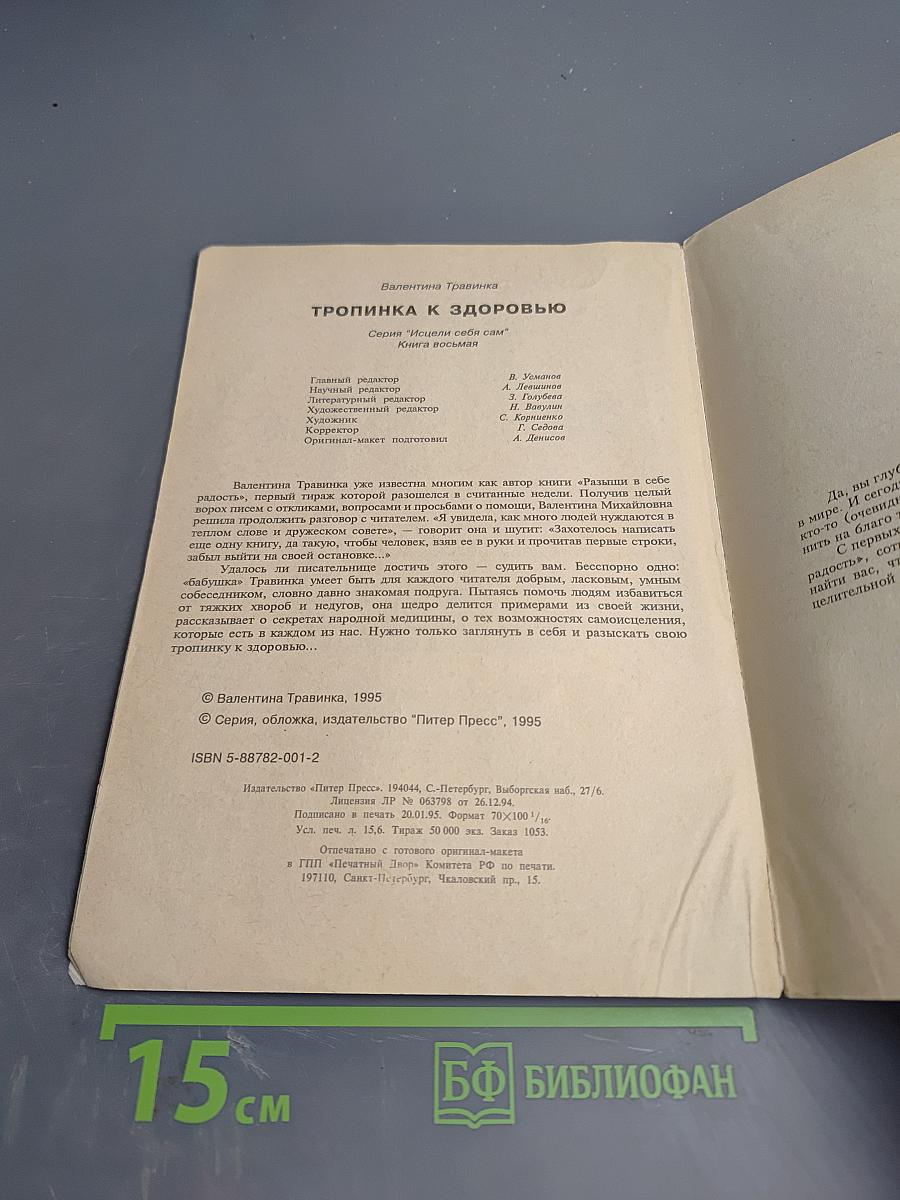 Валентина Травинка
ТРОПИНКА К ЗДОРОВЬЮ
Серия "Исцели себя сам"
Книга восьмая
Главный редактор В. Усманов
Научный редактор А. Левшинов
Литературный редактор З. Голубева
Художественный редактор Н. Вавулин
Художник С. Корниенко
Корректор Г. Седова
Оригинал-макет подготовил А. Денисов
Валентина Травинка уже известна многим как автор книги «Разыщи в себе
радость», первый тираж которой разошелся в считанные недели. Получив целый
ворох писем с откликами, вопросами и просьбами о помощи, Валентина Михайловна
решила продолжить разговор с читателем. «Я увидела, как много людей нуждаются в
теплом слове и дружеском совете», — говорит она и шутит: «Захотелось написать
еще одну книгу, да такую, чтобы человек, взяв ее в руки и прочитав первые строки,
забыл выйти на своей остановке...»
Удалось ли писательнице достичь этого — судить вам. Бесспорно одно:
«бабушка» Травинка умеет быть для каждого читателя добрым, ласковым, умным
собеседником, словно давно знакомая подруга. Пытаясь помочь людям избавиться
от тяжких хвороб и недугов, она щедро делится примерами из своей жизни,
рассказывает о секретах народной медицины, о тех возможностях самоисцеления,
которые есть в каждом из нас. Нужно только заглянуть в себя и разыскать свою
тропинку к здоровью...
© Валентина Травинка, 1995
© Серия, обложка, издательство "Питер Пресс", 1995
ISBN 5-88782-001-2
Издательство «Питер Пресс». 194044, С.-Петербург, Выборгская наб., 27/6.
Лицензия ЛР № 063798 от 26.12.94.
Подписано в печать 20.01.95. Формат 70×100 1/16.
Усл. печ. л. 15,6. Тираж 50 000 экз. Заказ 1053.
Отпечатано с готового оригинал-макета
в ГПП «Печатный Двор» Комитета РФ по печати.
197110, Санкт-Петербург, Чкаловский пр., 15.
Да, вы глуб
в мире. И сегод
кто-то (очевид
нить на благо т
С первых
радость», сот
найти вас, чт
целительной
15 см
БФ БИБЛИОФАН